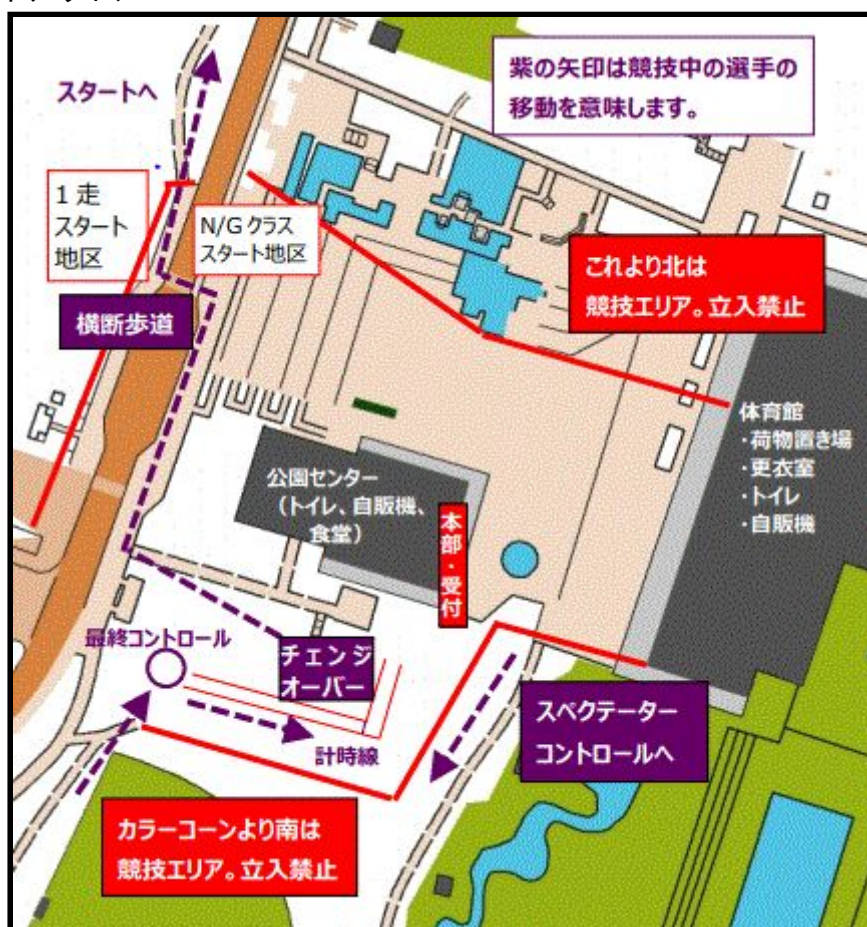 紫の矢印は競技中の選手の
移動を意味します。
スタートへ
1走
スタート
地区
N/Gクラス
スタート地区
これより北は
競技エリア。立入禁止
横断歩道
体育館
・荷物置き場
・更衣室
・トイレ
・自販機
公園センター
（トイレ、自販機、
食堂）
本部・受付
最終コントロール
チェンジ
オーバー
スペクテーター
コントロールへ
計時線
カラーコーンより南は
競技エリア。立入禁止